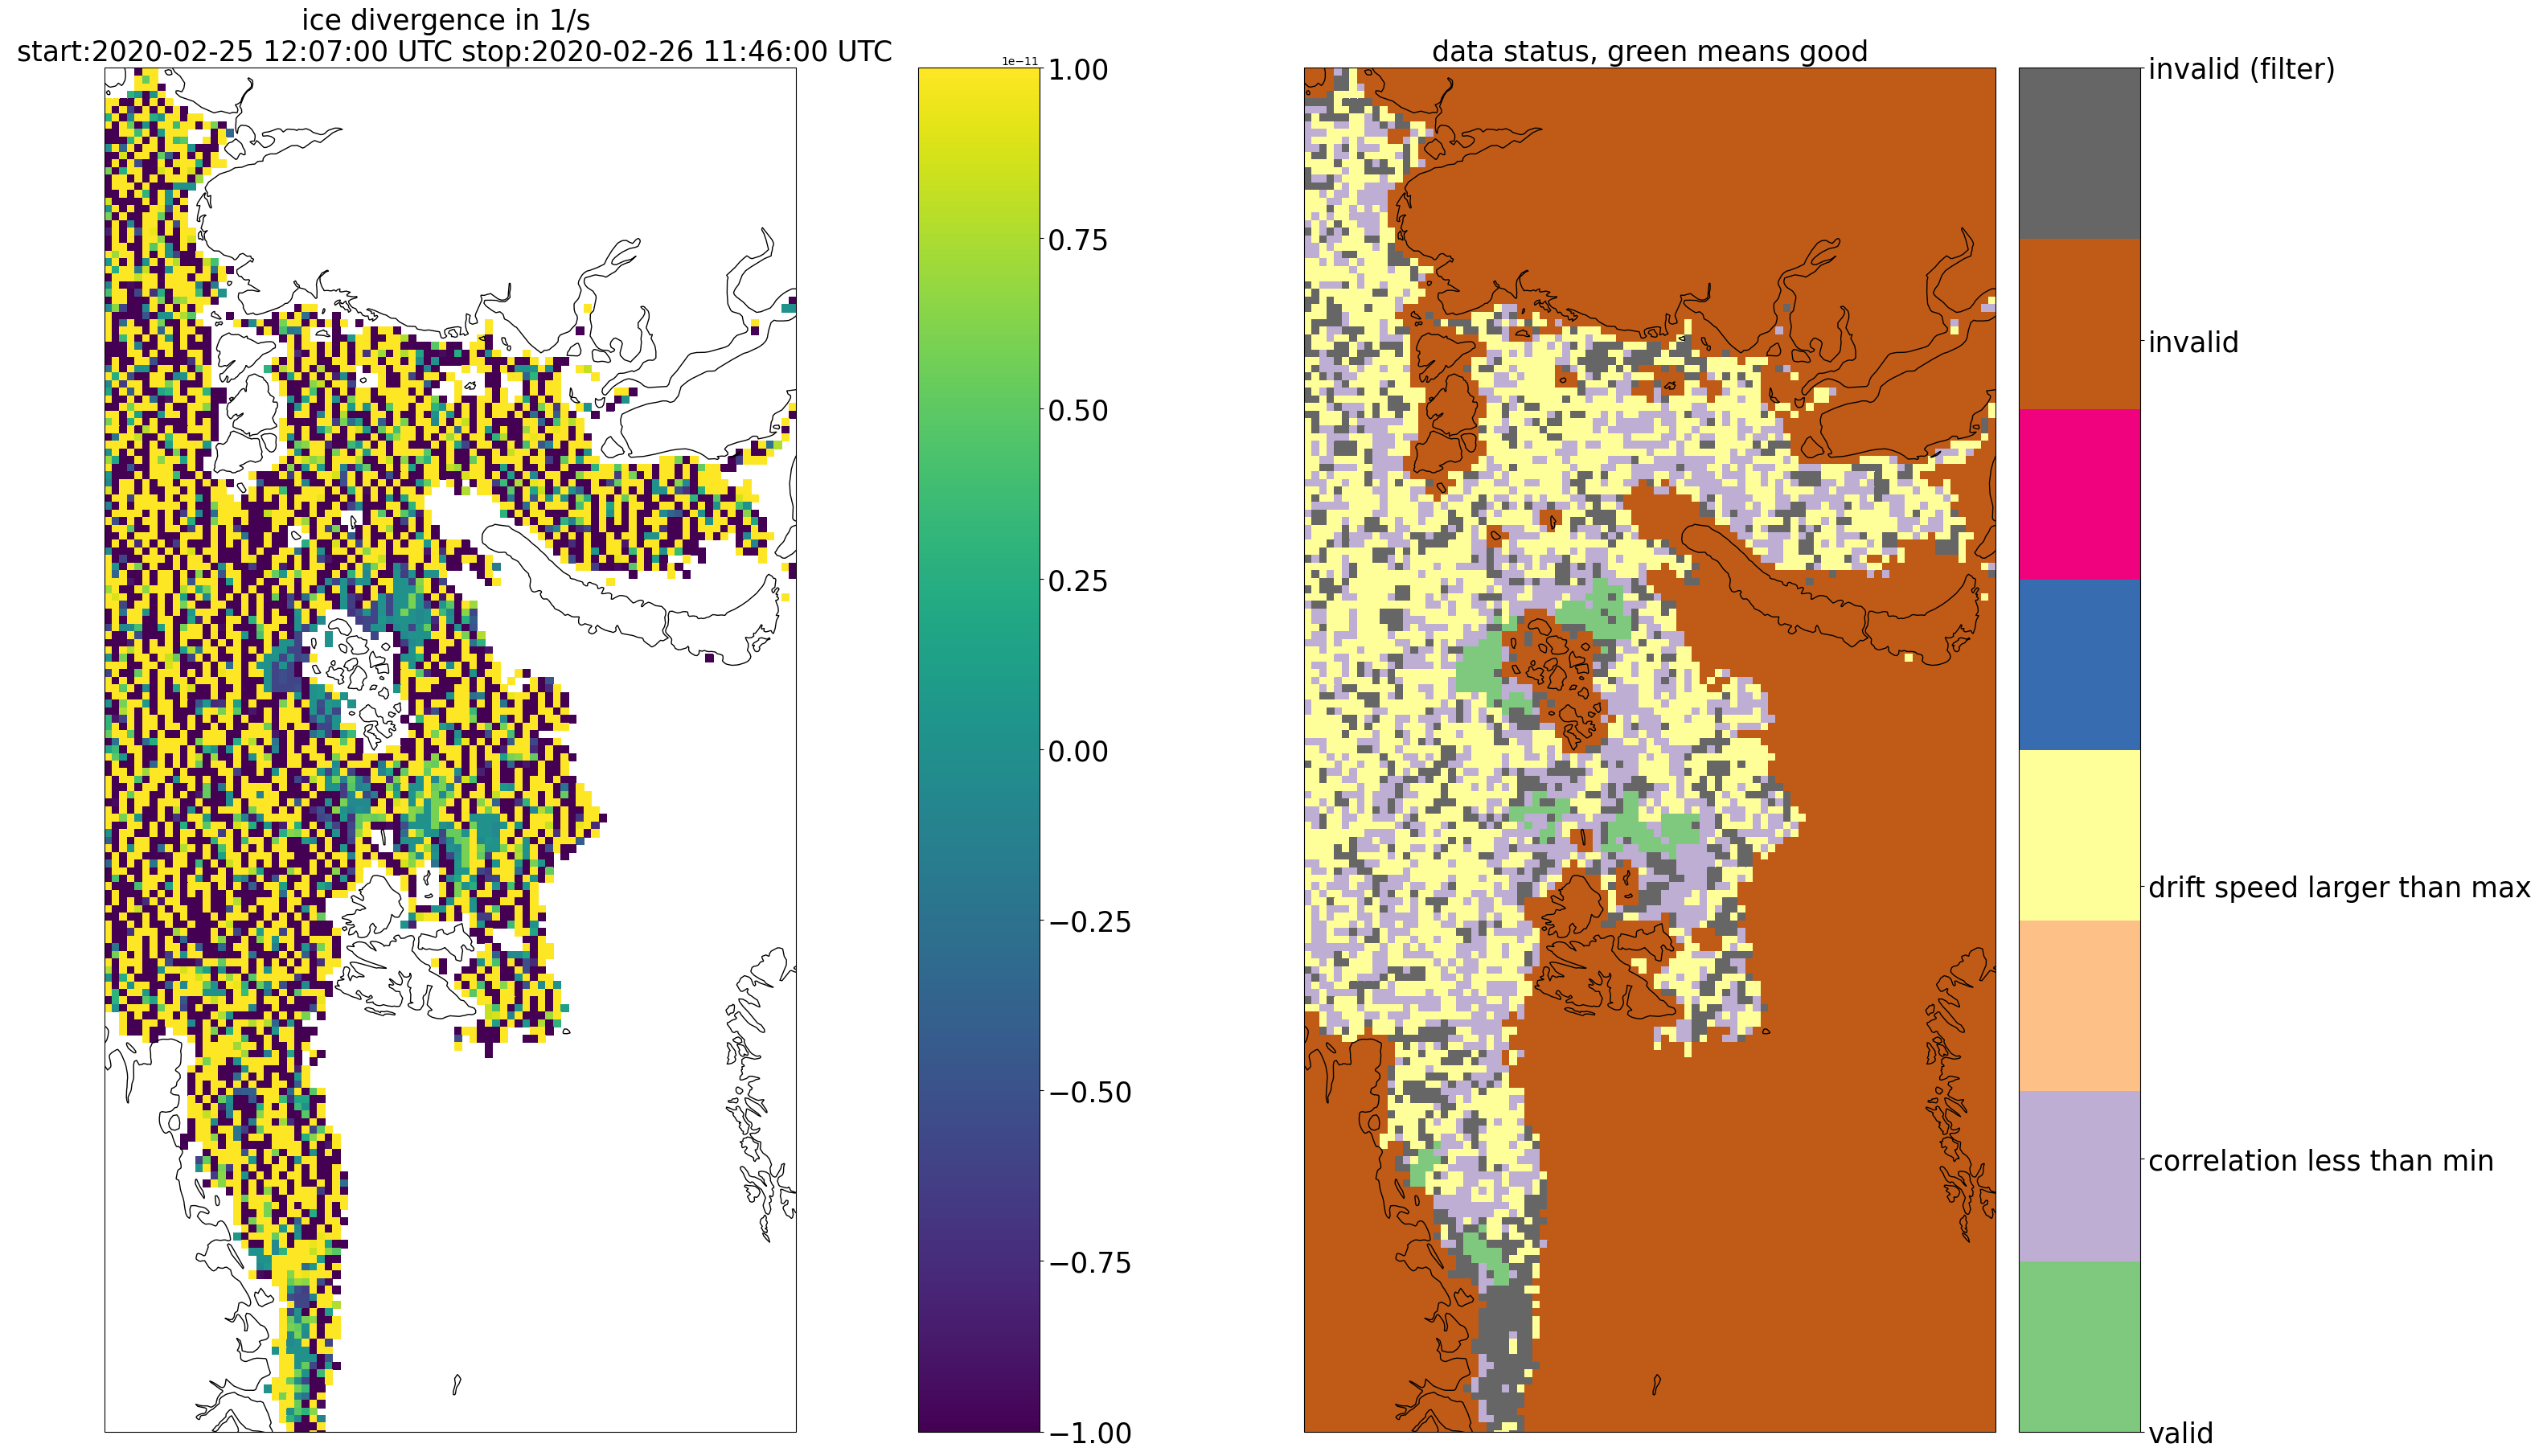 ice divergence in 1/s
start:2020-02-25 12:07:00 UTC stop:2020-02-26 11:46:00 UTC
1e−11
1.00
0.75
0.50
0.25
0.00
−0.25
−0.50
−0.75
−1.00
data status, green means good
invalid (filter)
invalid
drift speed larger than max
correlation less than min
valid